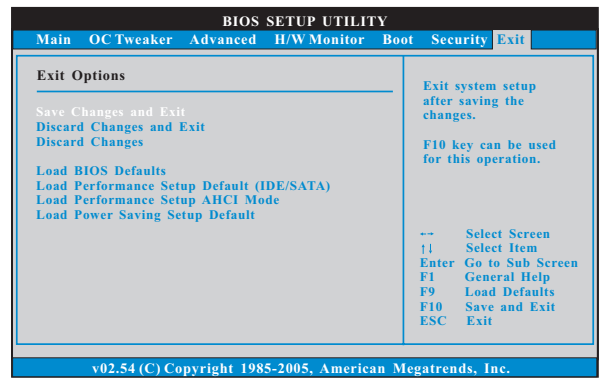 BIOS SETUP UTILITY
Main OC Tweaker Advanced H/W Monitor Boot Security Exit
Exit Options
Save Changes and Exit
Discard Changes and Exit
Discard Changes
Load BIOS Defaults
Load Performance Setup Default (IDE/SATA)
Load Performance Setup AHCI Mode
Load Power Saving Setup Default
Exit system setup
after saving the
changes.
F10 key can be used
for this operation.
←→ Select Screen
↑↓ Select Item
Enter Go to Sub Screen
F1 General Help
F9 Load Defaults
F10 Save and Exit
ESC Exit
v02.54 (C) Copyright 1985-2005, American Megatrends, Inc.